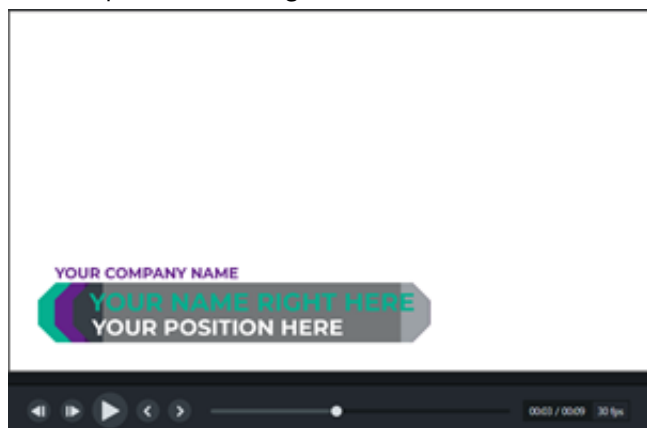 YOUR COMPANY NAME
YOUR NAME RIGHT HERE
YOUR POSITION HERE
00:03 / 00:09 30 fps